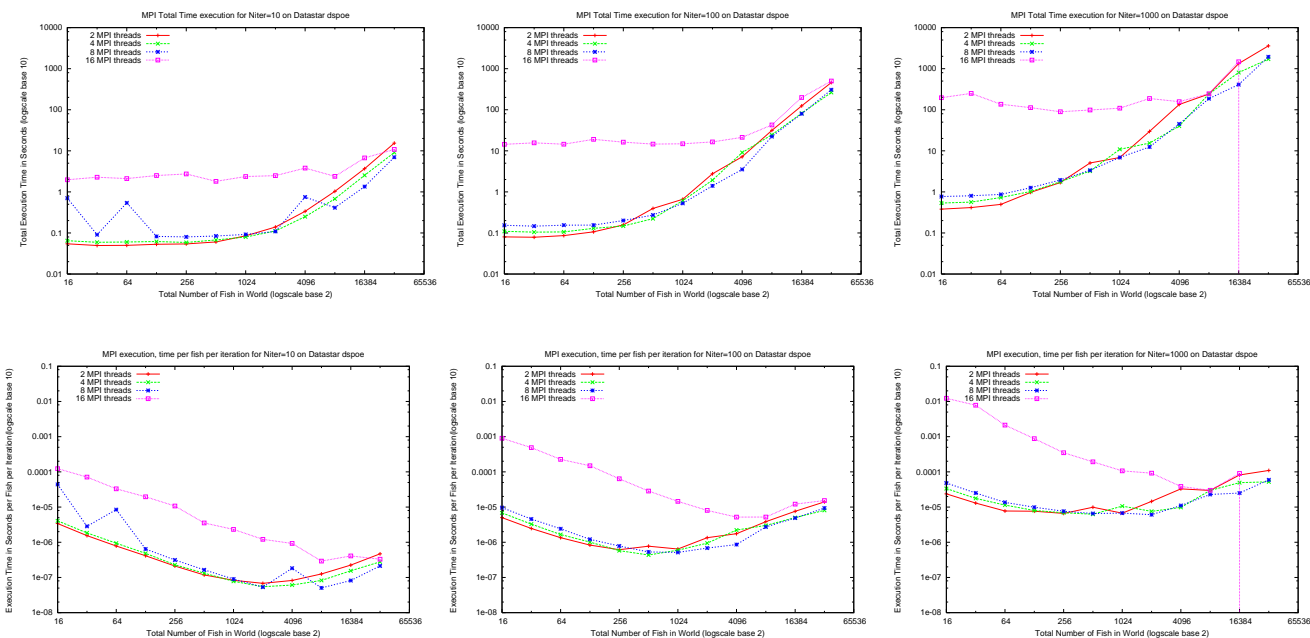 MPI Total Time execution for Niter=10 on Datastar dspoe
Total Execution Time in Seconds (logscale base 10)
10000
1000
100
10
1
0.1
0.01
2 MPI threads
4 MPI threads
8 MPI threads
16 MPI threads
16 64 256 1024 4096 16384 65536
Total Number of Fish in World (logscale base 2)
MPI Total Time execution for Niter=100 on Datastar dspoe
Total Execution Time in Seconds (logscale base 10)
10000
1000
100
10
1
0.1
0.01
2 MPI threads
4 MPI threads
8 MPI threads
16 MPI threads
16 64 256 1024 4096 16384 65536
Total Number of Fish in World (logscale base 2)
MPI Total Time execution for Niter=1000 on Datastar dspoe
Total Execution Time in Seconds (logscale base 10)
10000
1000
100
10
1
0.1
0.01
2 MPI threads
4 MPI threads
8 MPI threads
16 MPI threads
16 64 256 1024 4096 16384 65536
Total Number of Fish in World (logscale base 2)
MPI execution, time per fish per iteration for Niter=10 on Datastar dspoe
Execution Time in Seconds per Fish per Iteration(logscale base 10)
0.1
0.01
0.001
0.0001
1e-05
1e-06
1e-07
1e-08
2 MPI threads
4 MPI threads
8 MPI threads
16 MPI threads
16 64 256 1024 4096 16384 65536
Total Number of Fish in World (logscale base 2)
MPI execution, time per fish per iteration for Niter=100 on Datastar dspoe
Execution Time in Seconds per Fish per Iteration(logscale base 10)
0.1
0.01
0.001
0.0001
1e-05
1e-06
1e-07
1e-08
2 MPI threads
4 MPI threads
8 MPI threads
16 MPI threads
16 64 256 1024 4096 16384 65536
Total Number of Fish in World (logscale base 2)
MPI execution, time per fish per iteration for Niter=1000 on Datastar dspoe
Execution Time in Seconds per Fish per Iteration(logscale base 10)
0.1
0.01
0.001
0.0001
1e-05
1e-06
1e-07
1e-08
2 MPI threads
4 MPI threads
8 MPI threads
16 MPI threads
16 64 256 1024 4096 16384 65536
Total Number of Fish in World (logscale base 2)